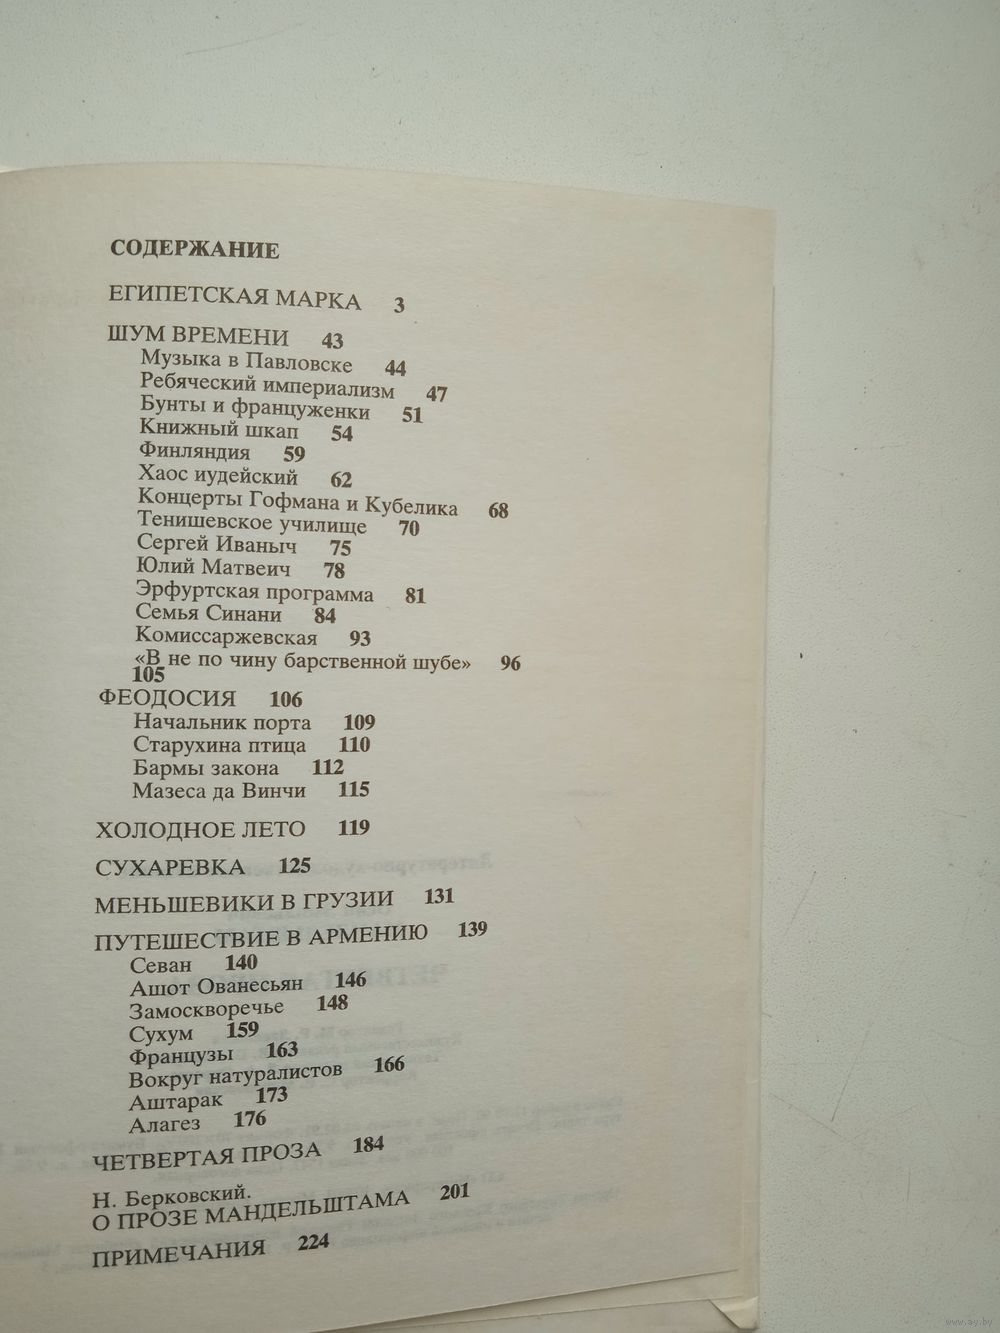 СОДЕРЖАНИЕ
ЕГИПЕТСКАЯ МАРКА 3
ШУМ ВРЕМЕНИ 43
Музыка в Павловске 44
Ребяческий империализм 47
Бунты и француженки 51
Книжный шкап 54
Финляндия 59
Хаос иудейский 62
Концерты Гофмана и Кубелика 68
Тенишевское училище 70
Сергей Иваныч 75
Юлий Матвеич 78
Эрфуртская программа 81
Семья Синани 84
Комиссаржевская 93
«В не по чину барственной шубе» 96
105
ФЕОДОСИЯ 106
Начальник порта 109
Старухина птица 110
Бармы закона 112
Мазеса да Винчи 115
ХОЛОДНОЕ ЛЕТО 119
СУХАРЕВКА 125
МЕНЬШЕВИКИ В ГРУЗИИ 131
ПУТЕШЕСТВИЕ В АРМЕНИЮ 139
Севан 140
Ашот Ованесьян 146
Замоскворечье 148
Сухум 159
Французы 163
Вокруг натуралистов 166
Аштарак 173
Алагез 176
ЧЕТВЕРТАЯ ПРОЗА 184
Н. Берковский.
О ПРОЗЕ МАНДЕЛЬШТАМА 201
ПРИМЕЧАНИЯ 224
www.ay.by